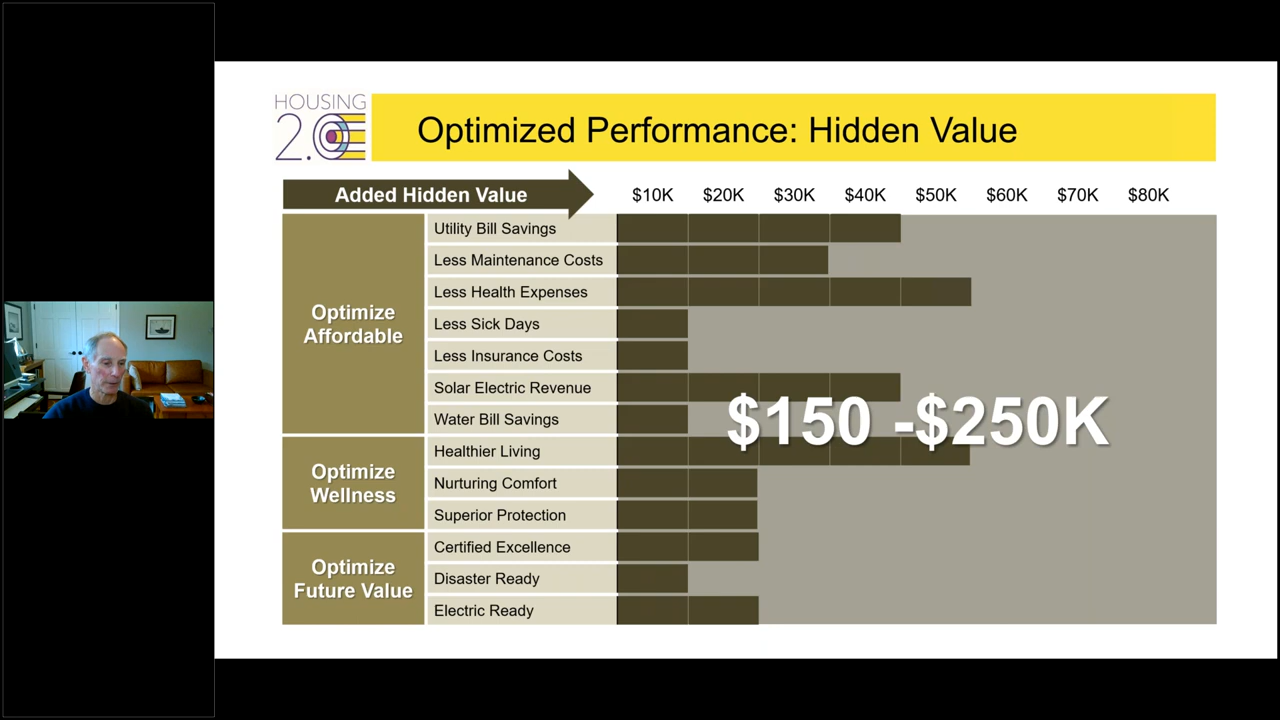 HOUSING
2.0
Optimized Performance: Hidden Value
Added Hidden Value
$10K $20K $30K $40K $50K $60K $70K $80K
Optimize
Affordable
Utility Bill Savings
Less Maintenance Costs
Less Health Expenses
Less Sick Days
Less Insurance Costs
Solar Electric Revenue
Water Bill Savings
$150 -$250K
Optimize
Wellness
Healthier Living
Nurturing Comfort
Superior Protection
Optimize
Future Value
Certified Excellence
Disaster Ready
Electric Ready